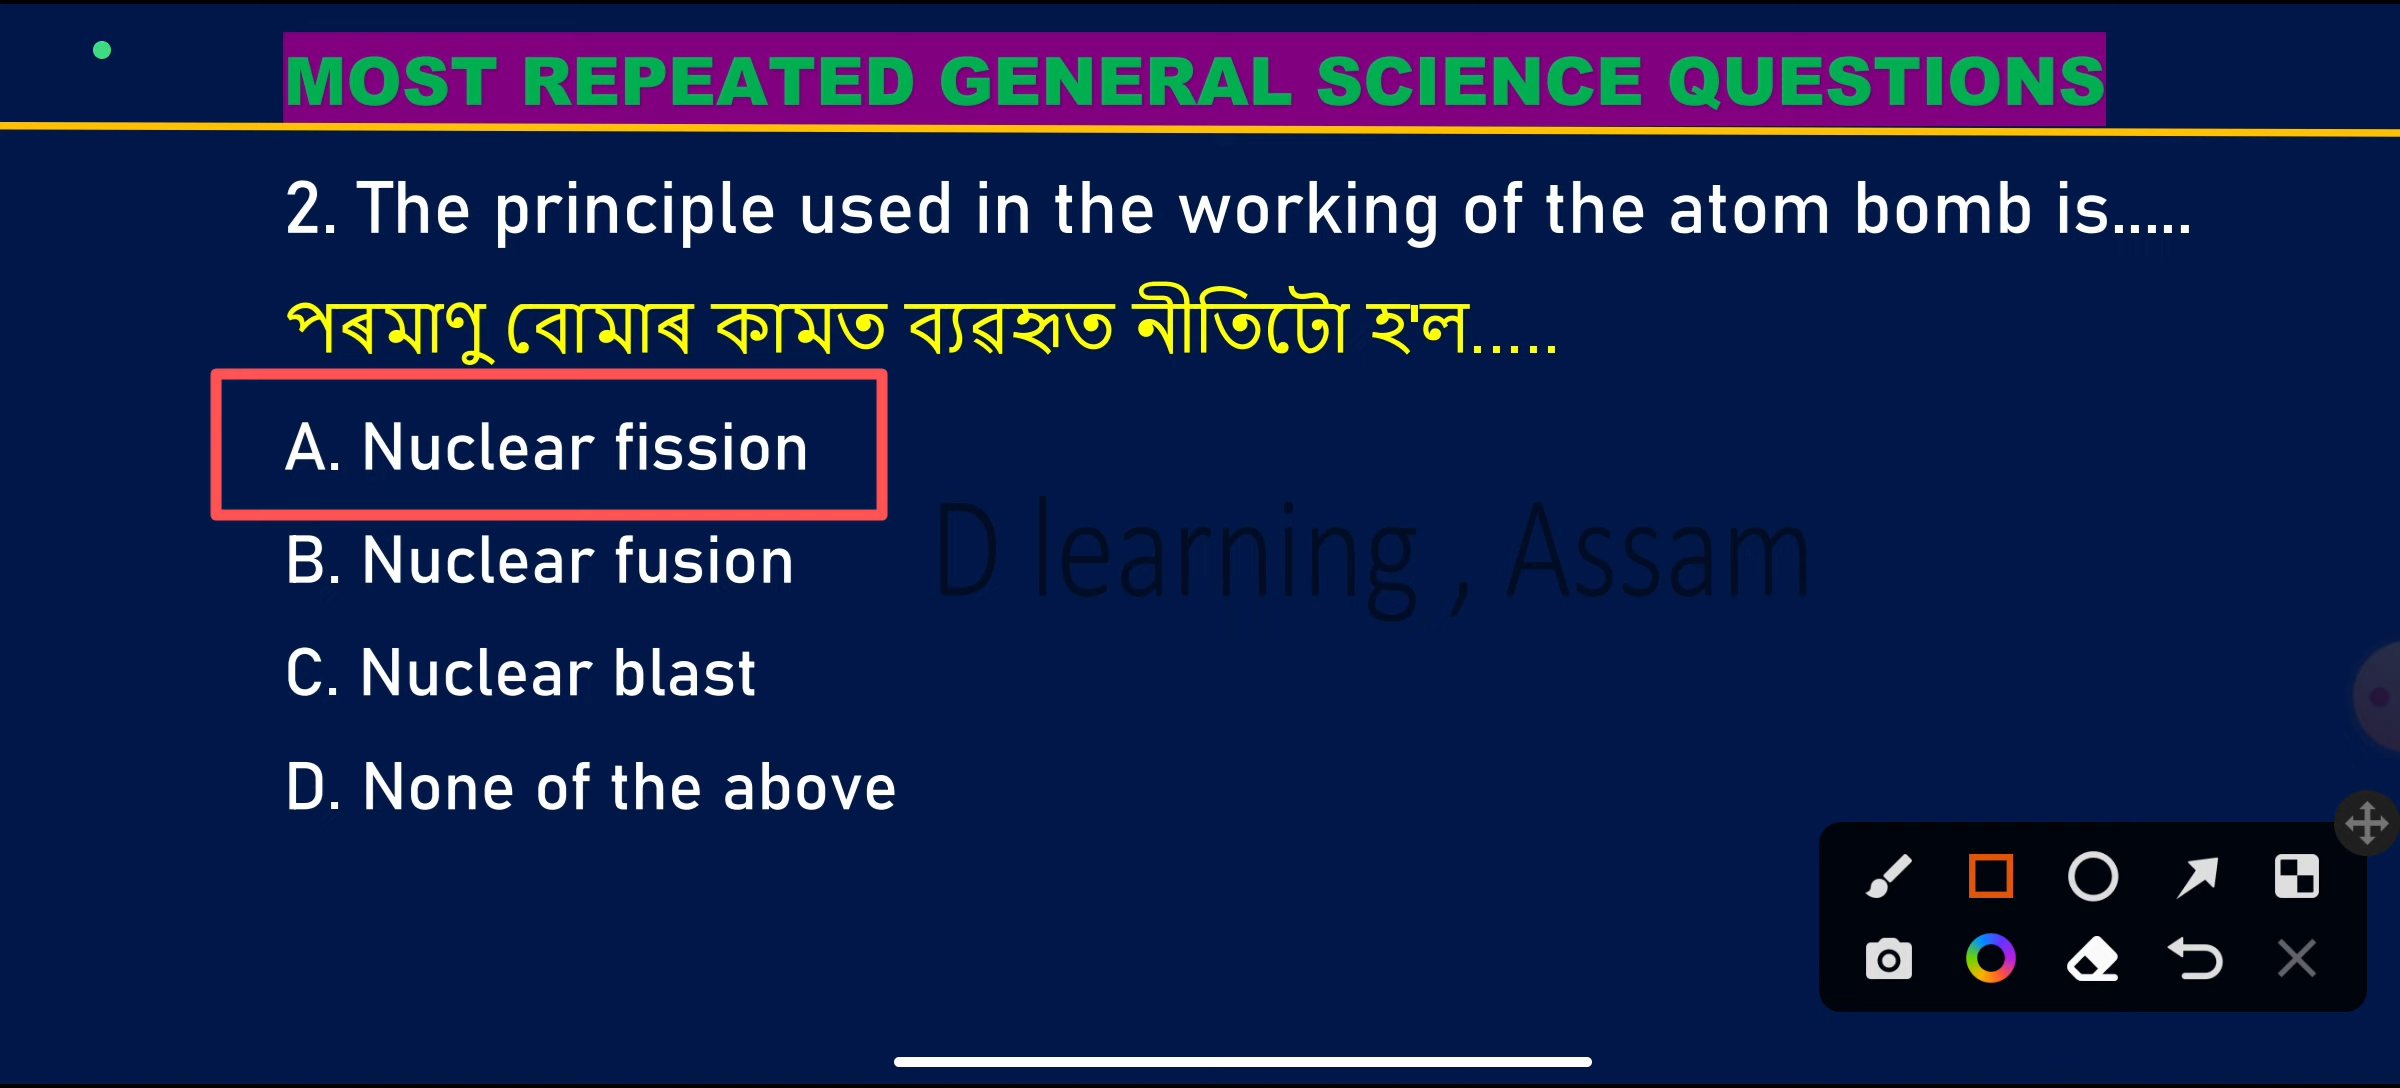 MOST REPEATED GENERAL SCIENCE QUESTIONS
2. The principle used in the working of the atom bomb is.....
পৰমাণু বোমাৰ কামত ব্যৱহৃত নীতিটো হ'ল.....
A. Nuclear fission
B. Nuclear fusion
D learning , Assam
C. Nuclear blast
D. None of the above